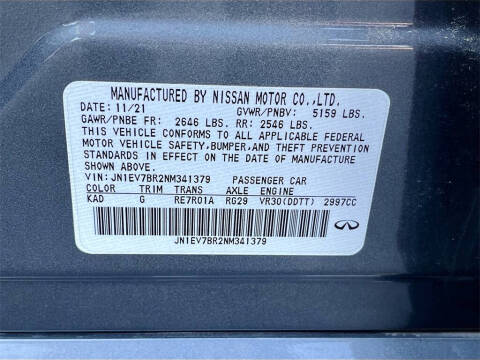 MANUFACTURED BY NISSAN MOTOR CO.,LTD.
DATE: 11/21 GVWR/PNBV: 5159 LBS.
GAWR/PNBE FR: 2646 LBS. RR: 2546 LBS.
THIS VEHICLE CONFORMS TO ALL APPLICABLE FEDERAL
MOTOR VEHICLE SAFETY,BUMPER,AND THEFT PREVENTION
STANDARDS IN EFFECT ON THE DATE OF MANUFACTURE
SHOWN ABOVE.
VIN: JN1EV7BR2NM341379 PASSENGER CAR
COLOR TRIM TRANS AXLE ENGINE
KAD G RE7R01A RG29 VR30(DDTT) 2997CC
JN1EV7BR2NM341379